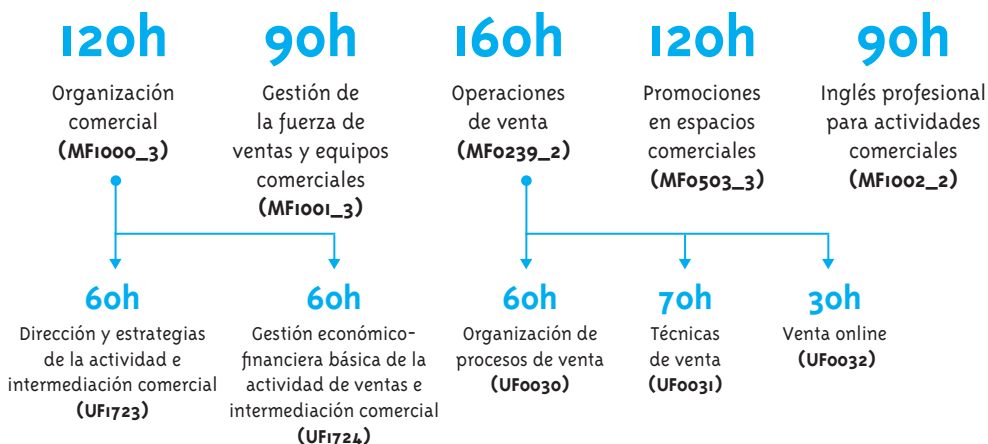 120h
Organización
comercial
(MF1000_3)
90h
Gestión de
la fuerza de
ventas y equipos
comerciales
(MF1001_3)
160h
Operaciones
de venta
(MF0239_2)
120h
Promociones
en espacios
comerciales
(MF0503_3)
90h
Inglés profesional
para actividades
comerciales
(MF1002_2)
60h
Dirección y estrategias
de la actividad e
intermediación comercial
(UF1723)
60h
Gestión económico-
financiera básica de la
actividad de ventas e
intermediación comercial
(UF1724)
60h
Organización de
procesos de venta
(UF0030)
70h
Técnicas
de venta
(UF0031)
30h
Venta online
(UF0032)